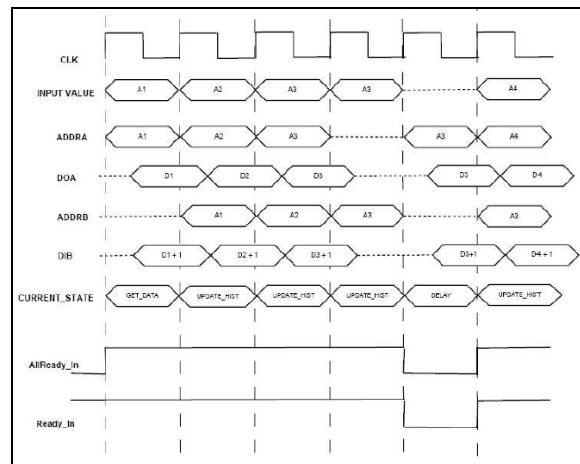 CLK
INPUT VALUE A1 A2 A3 A3 A4
ADDRA A1 A2 A3 A3 A4
DOA D1 D2 D3 D3 D4
ADDRB A1 A2 A3 A3
DIB D1 + 1 D2 + 1 D3 + 1 D3+1 D4 + 1
CURRENT_STATE GET_DATA UPDATE_HIST UPDATE_HIST UPDATE_HIST DELAY UPDATE_HIST
AllReady_In
Ready_In